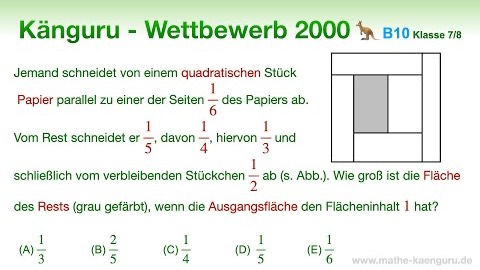 Känguru - Wettbewerb 2000 B10 Klasse 7/8
Jemand schneidet von einem quadratischen Stück
Papier parallel zu einer der Seiten 1/6 des Papiers ab.
Vom Rest schneidet er 1/5, davon 1/4, hiervon 1/3 und
schließlich vom verbleibenden Stückchen 1/2 ab (s. Abb.). Wie groß ist die Fläche
des Rests (grau gefärbt), wenn die Ausgangsfläche den Flächeninhalt 1 hat?
(A) 1/3 (B) 2/5 (C) 1/4 (D) 1/5 (E) 1/6
www.mathe-kaenguru.de